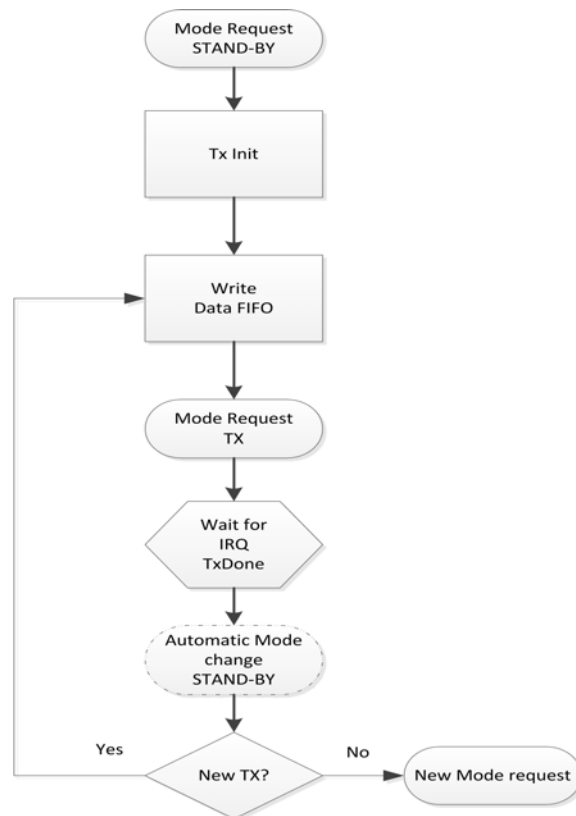 Mode Request
STAND-BY
Tx Init
Write
Data FIFO
Mode Request
TX
Wait for
IRQ
TxDone
Automatic Mode
change
STAND-BY
Yes
New TX?
No
New Mode request